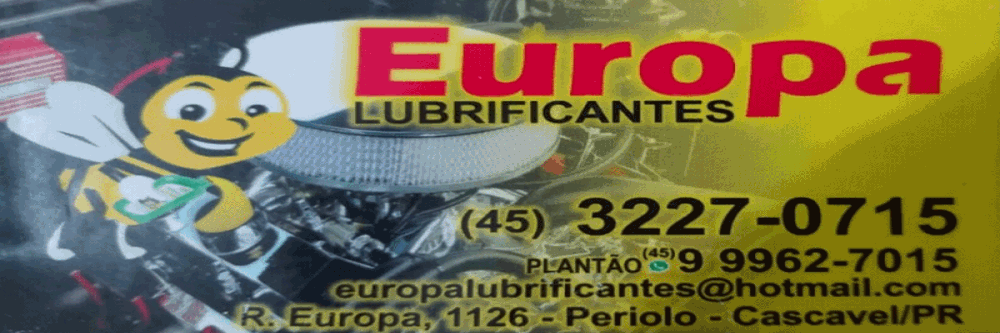 Europa
LUBRIFICANTES
(45) 3227-0715
PLANTÃO (45) 9 9962-7015
europalubrificantes@hotmail.com
R. Europa, 1126 - Periolo - Cascavel/PR